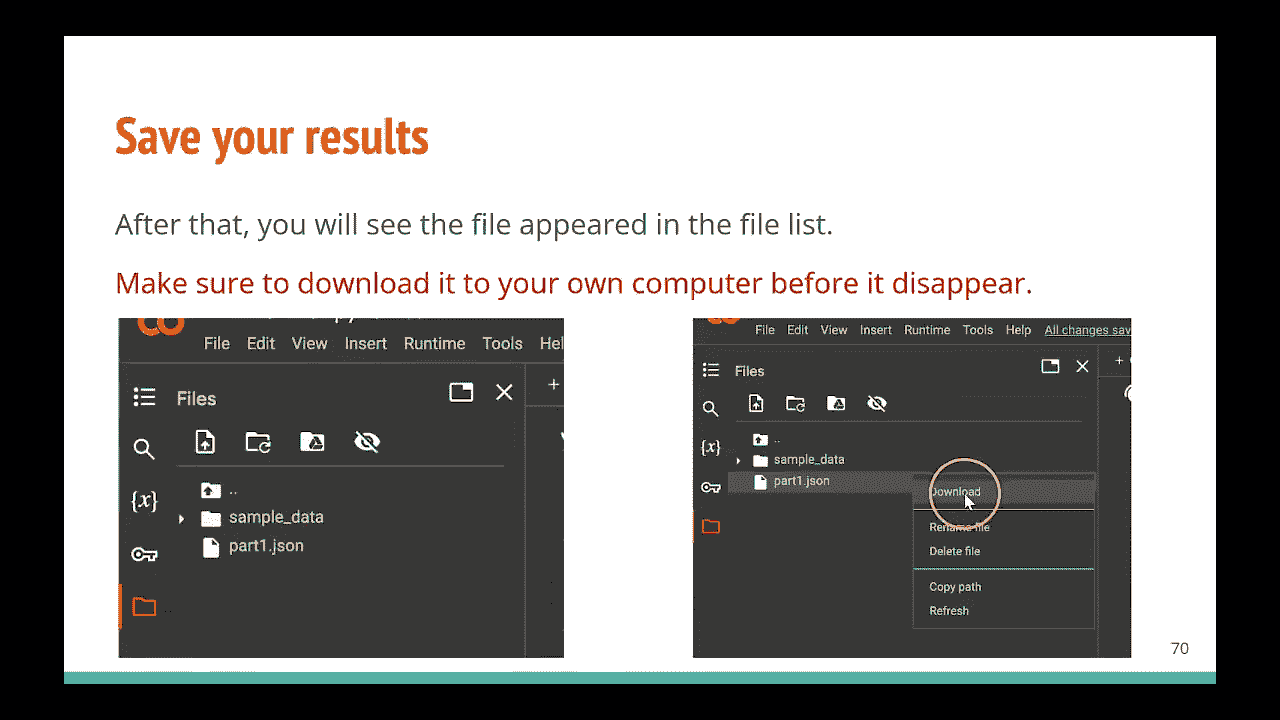 Save your results
After that, you will see the file appeared in the file list.
Make sure to download it to your own computer before it disappear.
File Edit View Insert Runtime Tools Hel
Files
..
sample_data
{x}
part1.json
File Edit View Insert Runtime Tools Help All changes sav
Files
..
{x}
sample_data
part1.json
Download
Rename file
Delete file
Copy path
Refresh
70